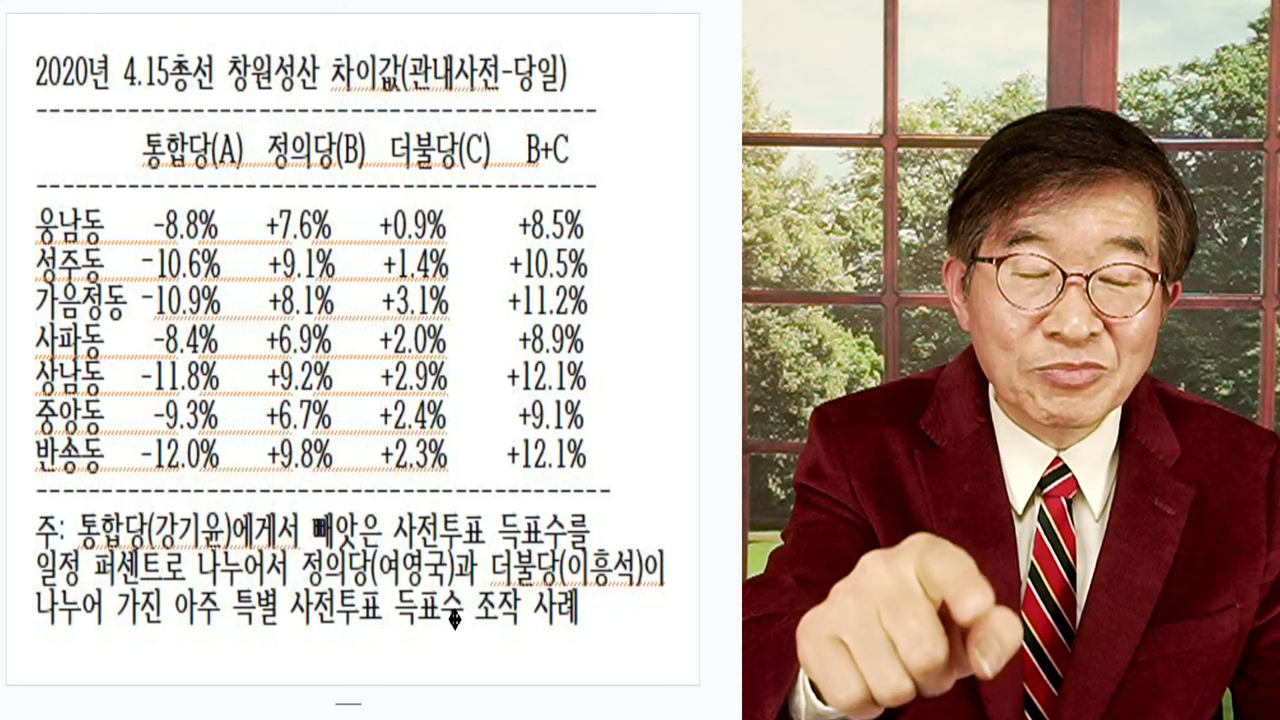 2020년 4.15총선 창원성산 차이값(관내사전-당일)
통합당(A) 정의당(B) 더불당(C) B+C
웅남동 -8.8% +7.6% +0.9% +8.5%
성주동 -10.6% +9.1% +1.4% +10.5%
가음정동 -10.9% +8.1% +3.1% +11.2%
사파동 -8.4% +6.9% +2.0% +8.9%
상남동 -11.8% +9.2% +2.9% +12.1%
중앙동 -9.3% +6.7% +2.4% +9.1%
반송동 -12.0% +9.8% +2.3% +12.1%
주: 통합당(강기윤)에게서 빼앗은 사전투표 득표수를
일정 퍼센트로 나누어서 정의당(여영국)과 더불당(이흥석)이
나누어 가진 아주 특별 사전투표 득표수 조작 사례